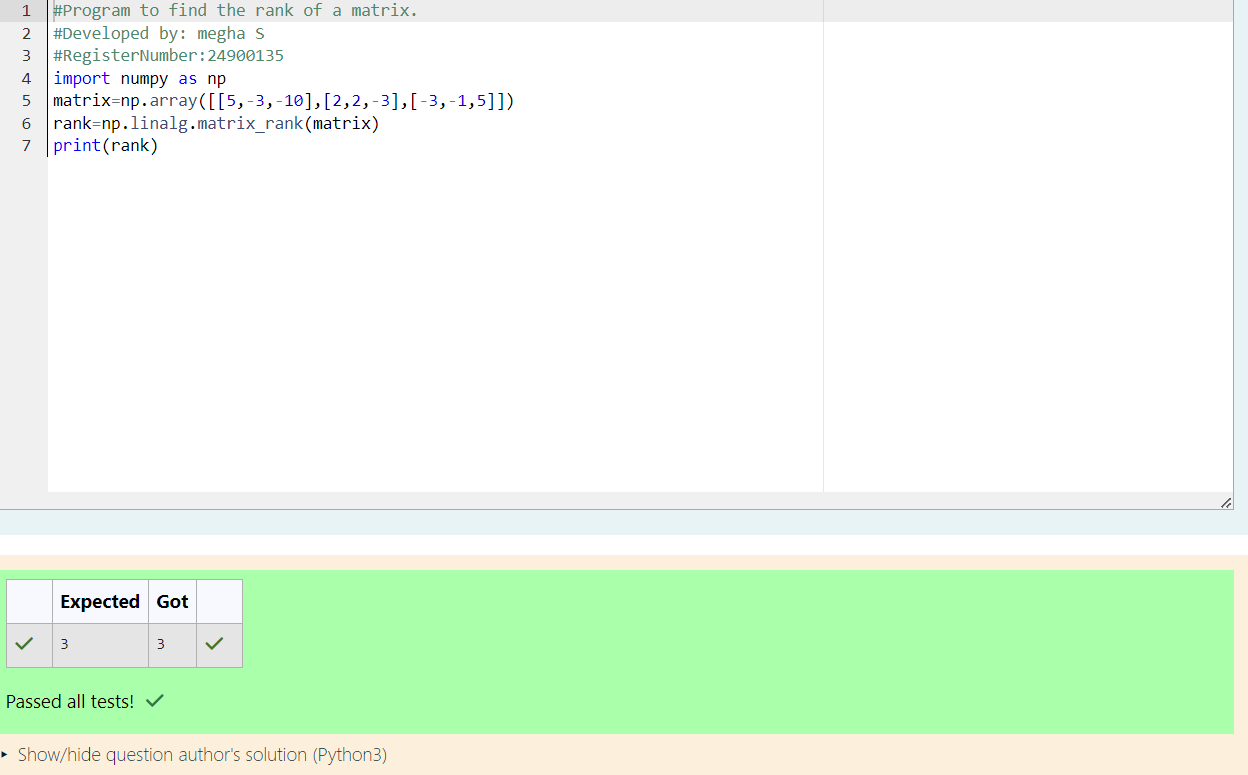 1 #Program to find the rank of a matrix.
2 #Developed by: megha S
3 #RegisterNumber:24900135
4 import numpy as np
5 matrix=np.array([[5,-3,-10],[2,2,-3],[-3,-1,5]])
6 rank=np.linalg.matrix_rank(matrix)
7 print(rank)
Expected Got
3 3
Passed all tests!
Show/hide question author's solution (Python3)